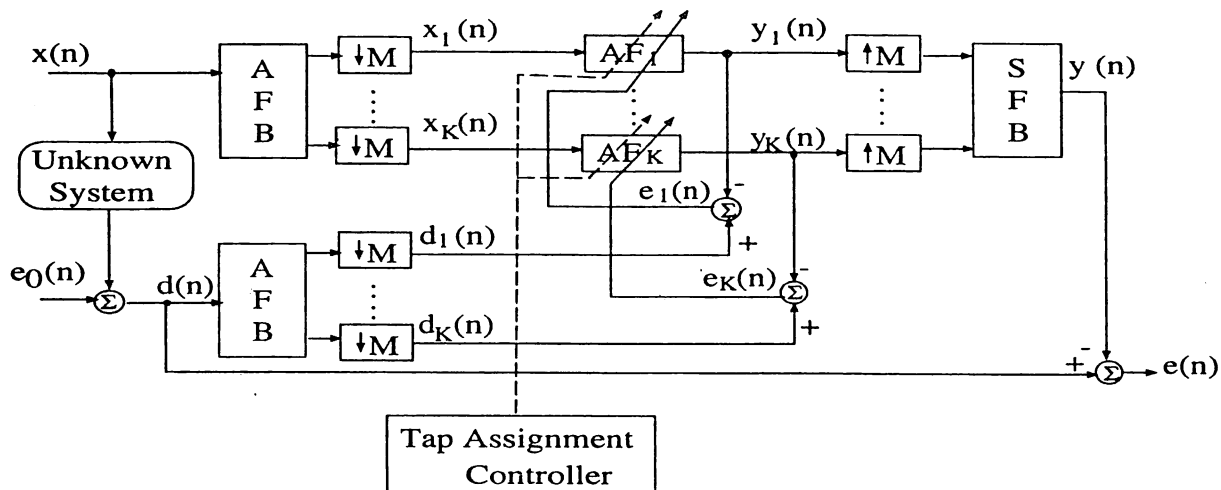 x(n)
A
F
B
↓M
x₁(n)
AF₁
y₁(n)
↑M
S
F
B
y (n)
↓M
x_K(n)
AF_K
y_K(n)
↑M
Unknown
System
e₁(n)
-
Σ
+
e₀(n)
Σ
d(n)
A
F
B
↓M
d₁(n)
e_K(n)
-
Σ
+
↓M
d_K(n)
+
-
Σ
e(n)
Tap Assignment
Controller